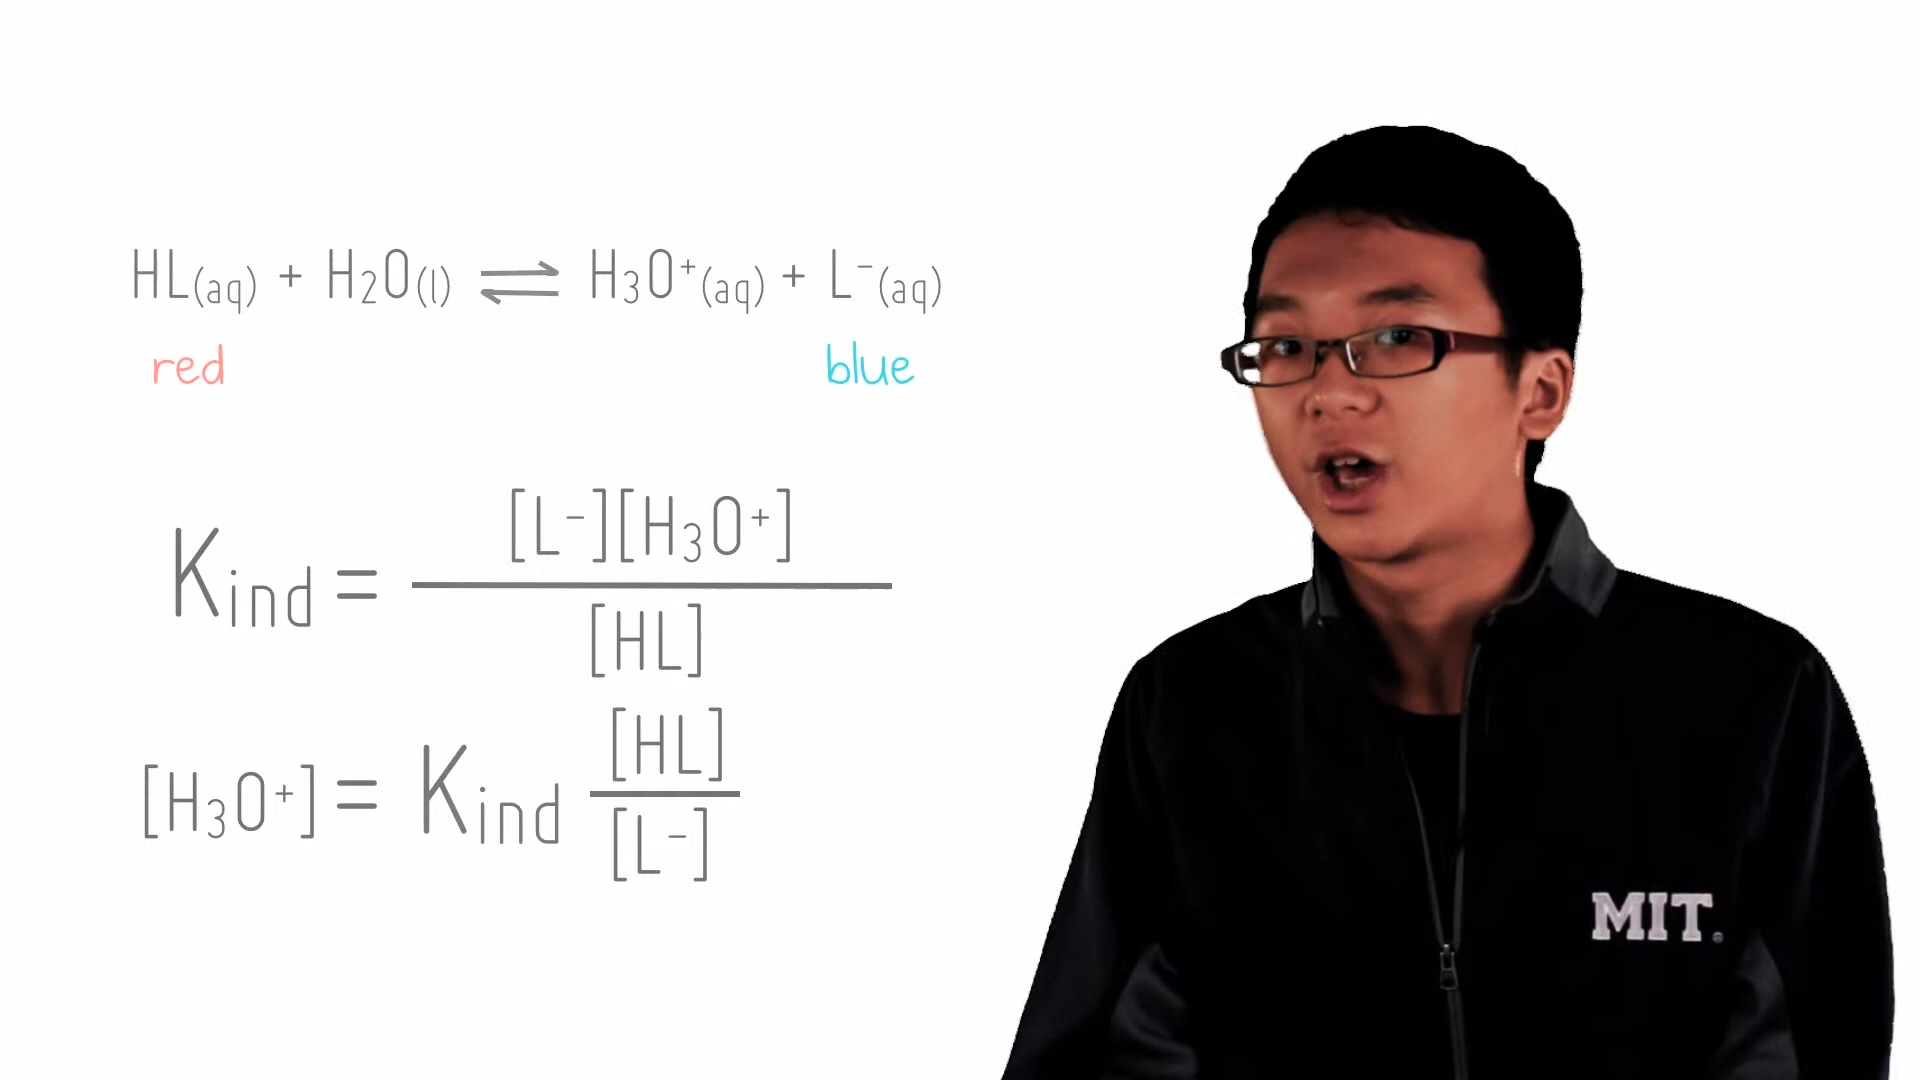 HL(aq) + H₂O(l) ⇌ H₃O⁺(aq) + L⁻(aq)
red blue
Kind = [L⁻][H₃O⁺] / [HL]
[H₃O⁺] = Kind [HL] / [L⁻]
MIT®